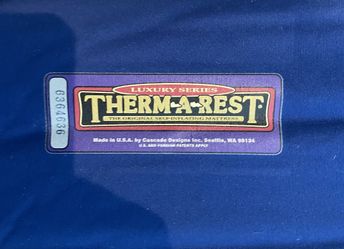 LUXURY SERIES
THERM-A-REST®
THE ORIGINAL SELF-INFLATING MATTRESS
Made in U.S.A. by Cascade Designs Inc. Seattle, WA 98134
U.S. AND FOREIGN PATENTS APPLY
6364636